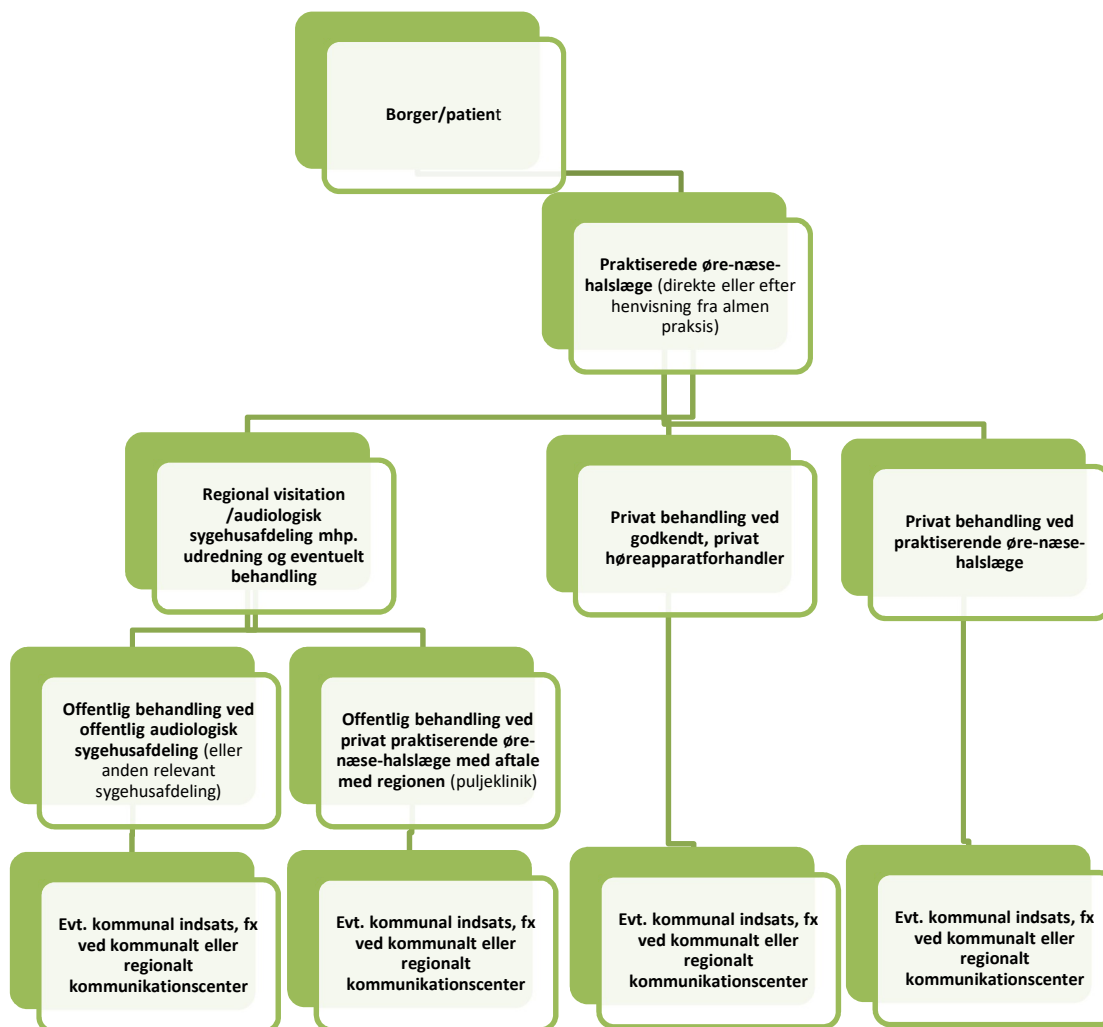 Borger/patient
Praktiserede øre-næse-
halslæge (direkte eller efter
henvisning fra almen
praksis)
Regional visitation
/audiologisk
sygehusafdeling mhp.
udredning og eventuelt
behandling
Privat behandling ved
godkendt, privat
høreapparatforhandler
Privat behandling ved
praktiserende øre-næse-
halslæge
Offentlig behandling ved
offentlig audiologisk
sygehusafdeling (eller
anden relevant
sygehusafdeling)
Offentlig behandling ved
privat praktiserende øre-
næse-halslæge med aftale
med regionen (puljeklinik)
Evt. kommunal indsats, fx
ved kommunalt eller
regionalt
kommunikationscenter
Evt. kommunal indsats, fx
ved kommunalt eller
regionalt
kommunikationscenter
Evt. kommunal indsats, fx
ved kommunalt eller
regionalt
kommunikationscenter
Evt. kommunal indsats, fx
ved kommunalt eller
regionalt
kommunikationscenter